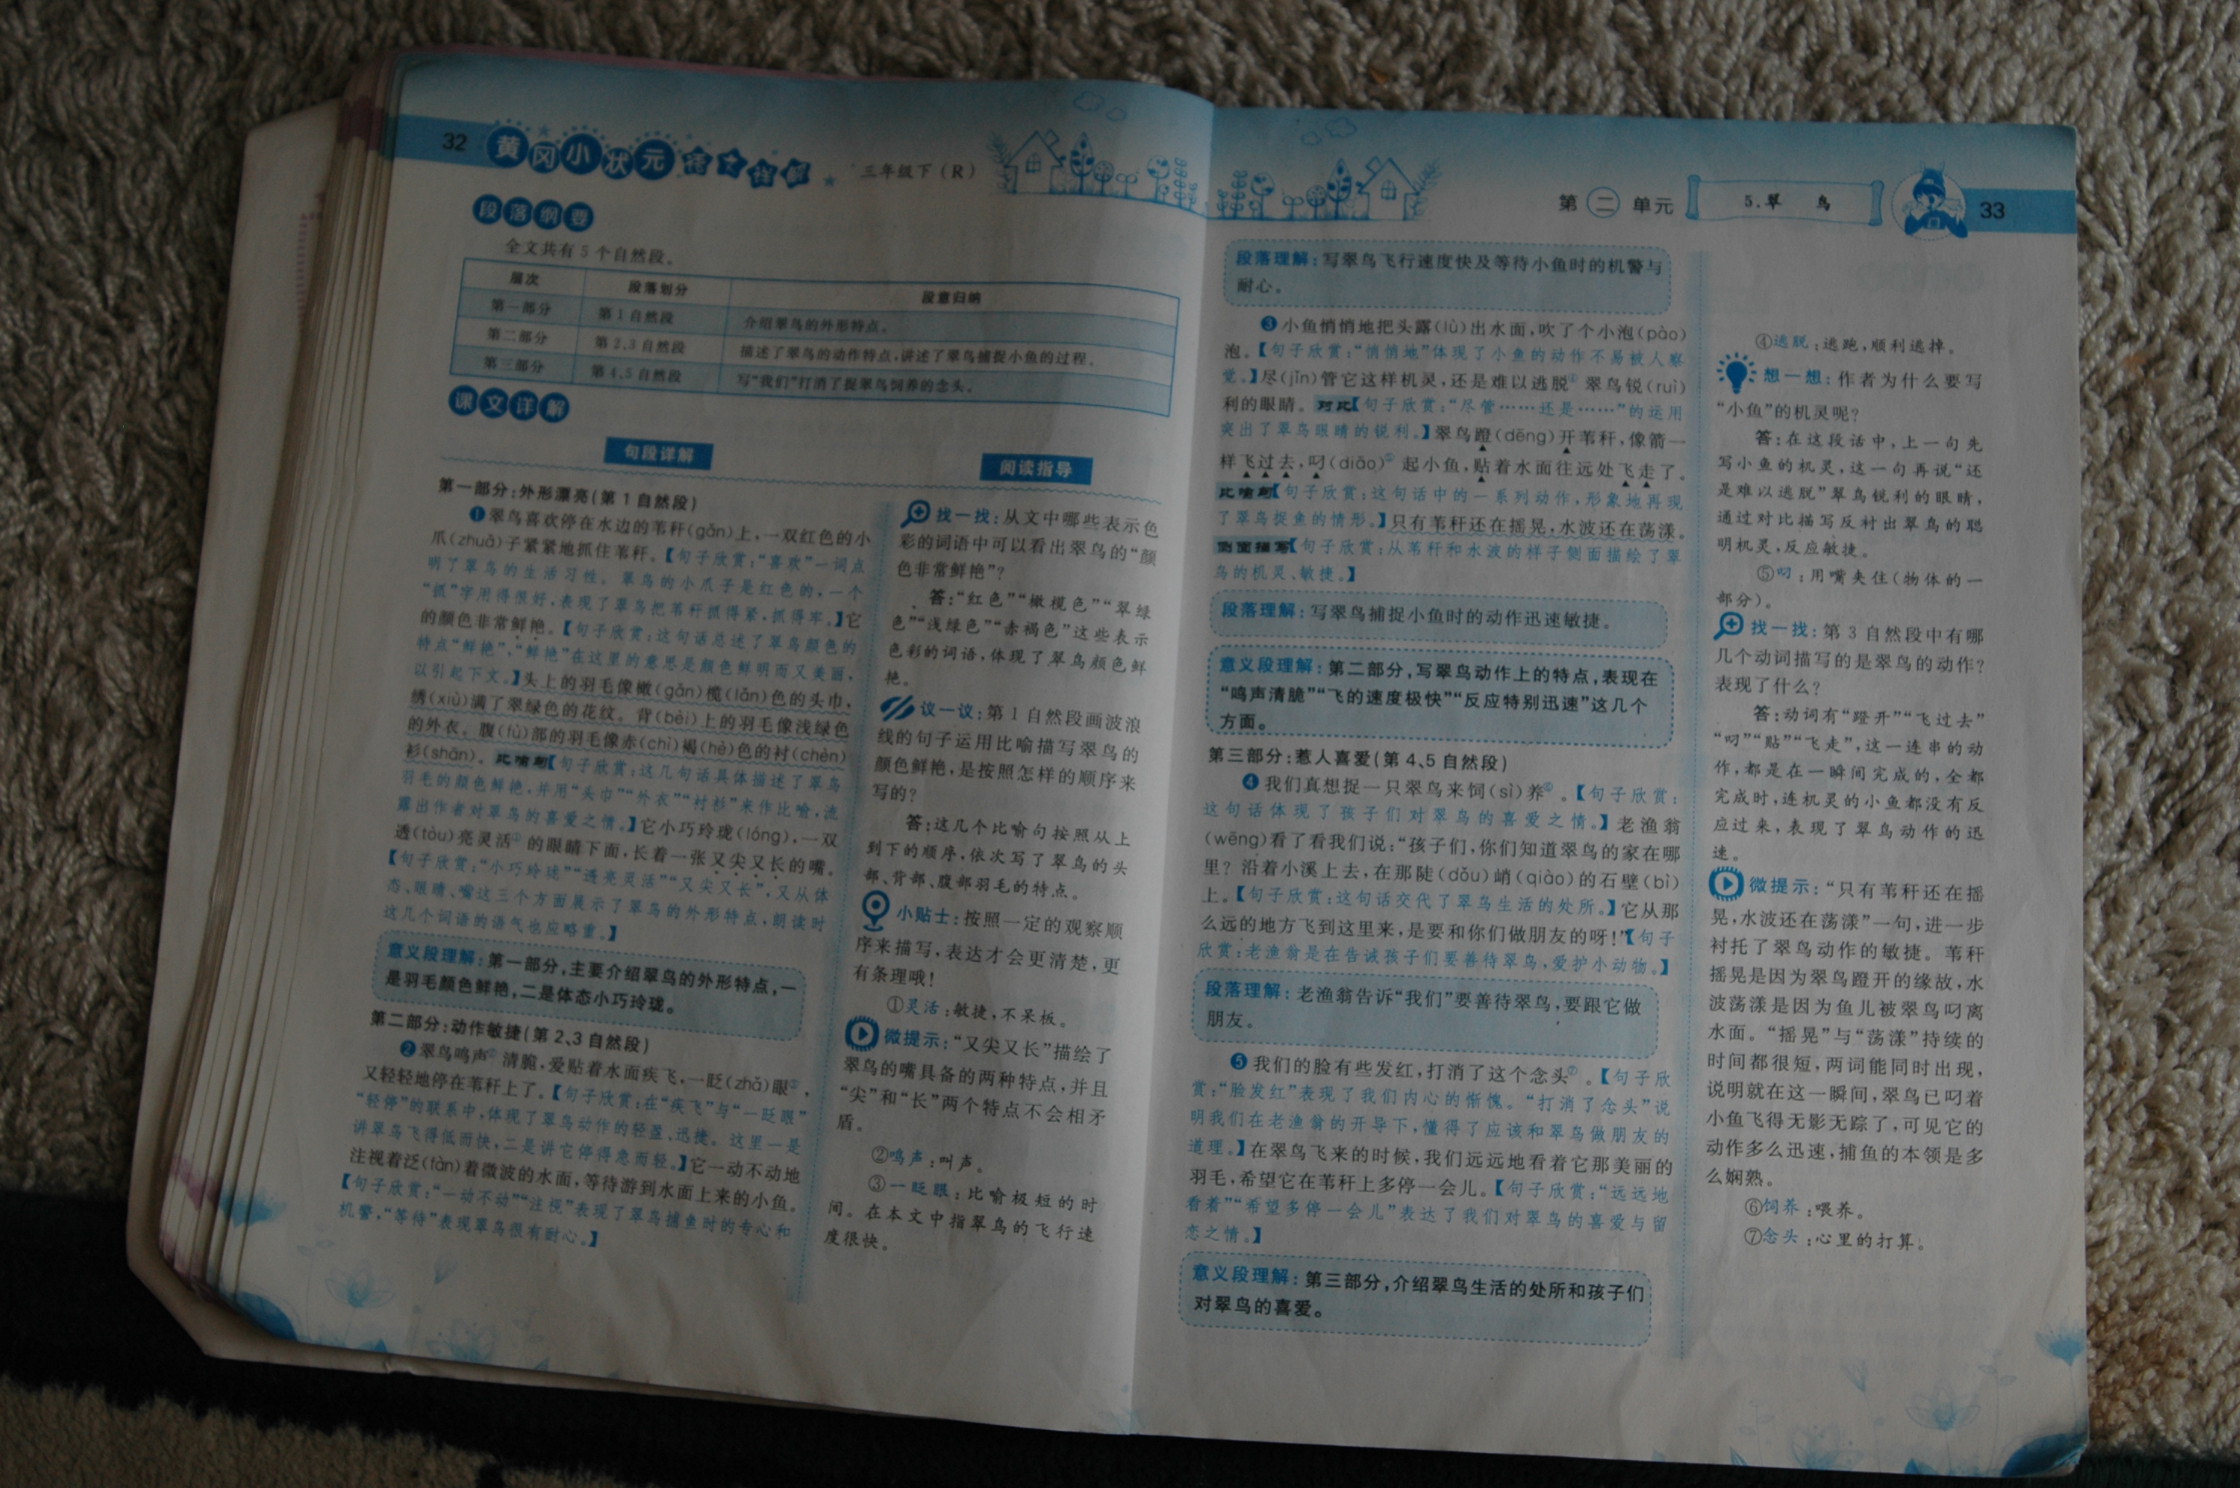 32
黄冈小状元 三年级下(R)
段落纲要
全文共有5个自然段。
层次 段落划分 段意归纳
第一部分 第1自然段 介绍翠鸟的外形特点。
第二部分 第2、3自然段 描述了翠鸟的动作特点,讲述了翠鸟捕捉小鱼的过程。
第三部分 第4、5自然段 写“我们”打消了捉翠鸟饲养的念头。
课文详解
句段详解
第一部分:外形漂亮(第1自然段)
❶翠鸟喜欢停在水边的苇秆(gǎn)上,一双红色的小
爪(zhuǎ)子紧紧地抓住苇秆。【句子欣赏:“喜欢”一词点
明了翠鸟的生活习性。翠鸟的小爪子是红色的,一个
“抓”字用得很好,表现了翠鸟把苇秆抓得紧,抓得牢。】它
的颜色非常鲜艳。【句子欣赏:这句话总述了翠鸟颜色的
特点“鲜艳”,“鲜艳”在这里的意思是颜色鲜明而又美丽,
以引起下文。】头上的羽毛像橄(gǎn)榄(lǎn)色的头巾,
绣(xiù)满了翠绿色的花纹。背(bèi)上的羽毛像浅绿色
的外衣。腹(fù)部的羽毛像赤(chì)褐(hè)色的衬(chèn)
衫(shān)。比喻句【句子欣赏:这几句话具体描述了翠鸟
羽毛的颜色鲜艳,并用“头巾”“外衣”“衬衫”来作比喻,流
露出作者对翠鸟的喜爱之情。】它小巧玲珑(lóng),一双
透(tòu)亮灵活①的眼睛下面,长着一张又尖又长的嘴。
【句子欣赏:“小巧玲珑”“透亮灵活”“又尖又长”,又从体
态、眼睛、嘴这三个方面展示了翠鸟的外形特点,朗读时
这几个词语的语气也应略重。】
意义段理解:第一部分,主要介绍翠鸟的外形特点,一
是羽毛颜色鲜艳,二是体态小巧玲珑。
第二部分:动作敏捷(第2、3自然段)
❷翠鸟鸣声②清脆,爱贴着水面疾飞,一眨(zhǎ)眼③,
又轻轻地停在苇秆上了。【句子欣赏:在“疾飞”与“一眨眼”
“轻停”的联系中,体现了翠鸟动作的轻盈、迅捷。这里一是
讲翠鸟飞得低而快,二是讲它停得急而轻。】它一动不动地
注视着泛(fàn)着微波的水面,等待游到水面上来的小鱼。
【句子欣赏:“一动不动”“注视”表现了翠鸟捕鱼时的专心和
机警,“等待”表现翠鸟很有耐心。】
阅读指导
找一找:从文中哪些表示色
彩的词语中可以看出翠鸟的“颜
色非常鲜艳”?
答:“红色”“橄榄色”“翠绿
色”“浅绿色”“赤褐色”这些表示
色彩的词语,体现了翠鸟颜色鲜
艳。
议一议:第1自然段画波浪
线的句子运用比喻描写翠鸟的
颜色鲜艳,是按照怎样的顺序来
写的?
答:这几个比喻句按照从上
到下的顺序,依次写了翠鸟的头
部、背部、腹部羽毛的特点。
小贴士:按照一定的观察顺
序来描写,表达才会更清楚,更
有条理哦!
①灵活:敏捷,不呆板。
微提示:“又尖又长”描绘了
翠鸟的嘴具备的两种特点,并且
“尖”和“长”两个特点不会相矛
盾。
②鸣声:叫声。
③一眨眼:比喻极短的时
间。在本文中指翠鸟的飞行速
度很快。
第二单元 5.翠 鸟 33
段落理解:写翠鸟飞行速度快及等待小鱼时的机警与
耐心。
❸小鱼悄悄地把头露(lù)出水面,吹了个小泡(pào)
泡。【句子欣赏:“悄悄地”体现了小鱼的动作不易被人察
觉。】尽(jǐn)管它这样机灵,还是难以逃脱④翠鸟锐(ruì)
利的眼睛。对比【句子欣赏:“尽管……还是……”的运用
突出了翠鸟眼睛的锐利。】翠鸟蹬(dēng)开苇秆,像箭一
样飞过去,叼(diāo)⑤起小鱼,贴着水面往远处飞走了。
比喻句【句子欣赏:这句话中的一系列动作,形象地再现
了翠鸟捉鱼的情形。】只有苇秆还在摇晃,水波还在荡漾。
侧面描写【句子欣赏:从苇秆和水波的样子侧面描绘了翠
鸟的机灵、敏捷。】
段落理解:写翠鸟捕捉小鱼时的动作迅速敏捷。
意义段理解:第二部分,写翠鸟动作上的特点,表现在
“鸣声清脆”“飞的速度极快”“反应特别迅速”这几个
方面。
第三部分:惹人喜爱(第4、5自然段)
❹我们真想捉一只翠鸟来饲(sì)养⑥。【句子欣赏:
这句话体现了孩子们对翠鸟的喜爱之情。】老渔翁
(wēng)看了看我们说:“孩子们,你们知道翠鸟的家在哪
里?沿着小溪上去,在那陡(dǒu)峭(qiào)的石壁(bì)
上。【句子欣赏:这句话交代了翠鸟生活的处所。】它从那
么远的地方飞到这里来,是要和你们做朋友的呀!”【句子
欣赏:老渔翁是在告诫孩子们要善待翠鸟,爱护小动物。】
段落理解:老渔翁告诉“我们”要善待翠鸟,要跟它做
朋友。
❺我们的脸有些发红,打消了这个念头⑦。【句子欣
赏:“脸发红”表现了我们内心的惭愧。“打消了念头”说
明我们在老渔翁的开导下,懂得了应该和翠鸟做朋友的
道理。】在翠鸟飞来的时候,我们远远地看着它那美丽的
羽毛,希望它在苇秆上多停一会儿。【句子欣赏:“远远地
看着”“希望多停一会儿”表达了我们对翠鸟的喜爱与留
恋之情。】
意义段理解:第三部分,介绍翠鸟生活的处所和孩子们
对翠鸟的喜爱。
④逃脱:逃跑,顺利逃掉。
想一想:作者为什么要写
“小鱼”的机灵呢?
答:在这段话中,上一句先
写小鱼的机灵,这一句再说“还
是难以逃脱”翠鸟锐利的眼睛,
通过对比描写反衬出翠鸟的聪
明机灵,反应敏捷。
⑤叼:用嘴夹住(物体的一
部分)。
找一找:第3自然段中有哪
几个动词描写的是翠鸟的动作?
表现了什么?
答:动词有“蹬开”“飞过去”
“叼”“贴”“飞走”,这一连串的动
作,都是在一瞬间完成的,全都
完成时,连机灵的小鱼都没有反
应过来,表现了翠鸟动作的迅
速。
微提示:“只有苇秆还在摇
晃,水波还在荡漾”一句,进一步
衬托了翠鸟动作的敏捷。苇秆
摇晃是因为翠鸟蹬开的缘故,水
波荡漾是因为鱼儿被翠鸟叼离
水面。“摇晃”与“荡漾”持续的
时间都很短,两词能同时出现,
说明就在这一瞬间,翠鸟已叼着
小鱼飞得无影无踪了,可见它的
动作多么迅速,捕鱼的本领是多
么娴熟。
⑥饲养:喂养。
⑦念头:心里的打算。